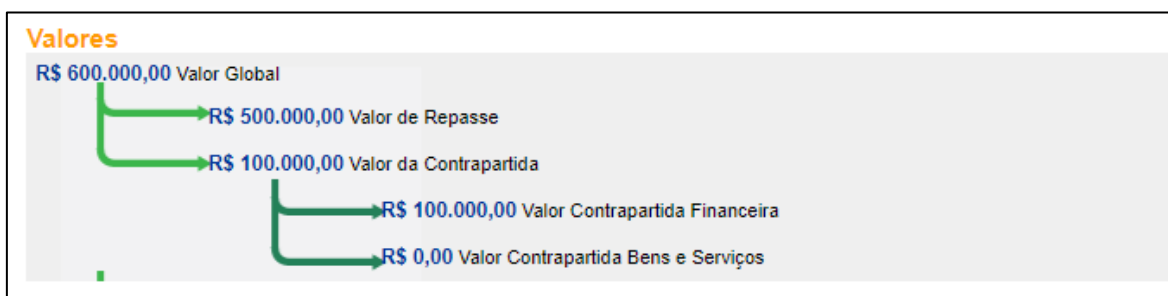 Valores
R$ 600.000,00 Valor Global
R$ 500.000,00 Valor de Repasse
R$ 100.000,00 Valor da Contrapartida
R$ 100.000,00 Valor Contrapartida Financeira
R$ 0,00 Valor Contrapartida Bens e Serviços